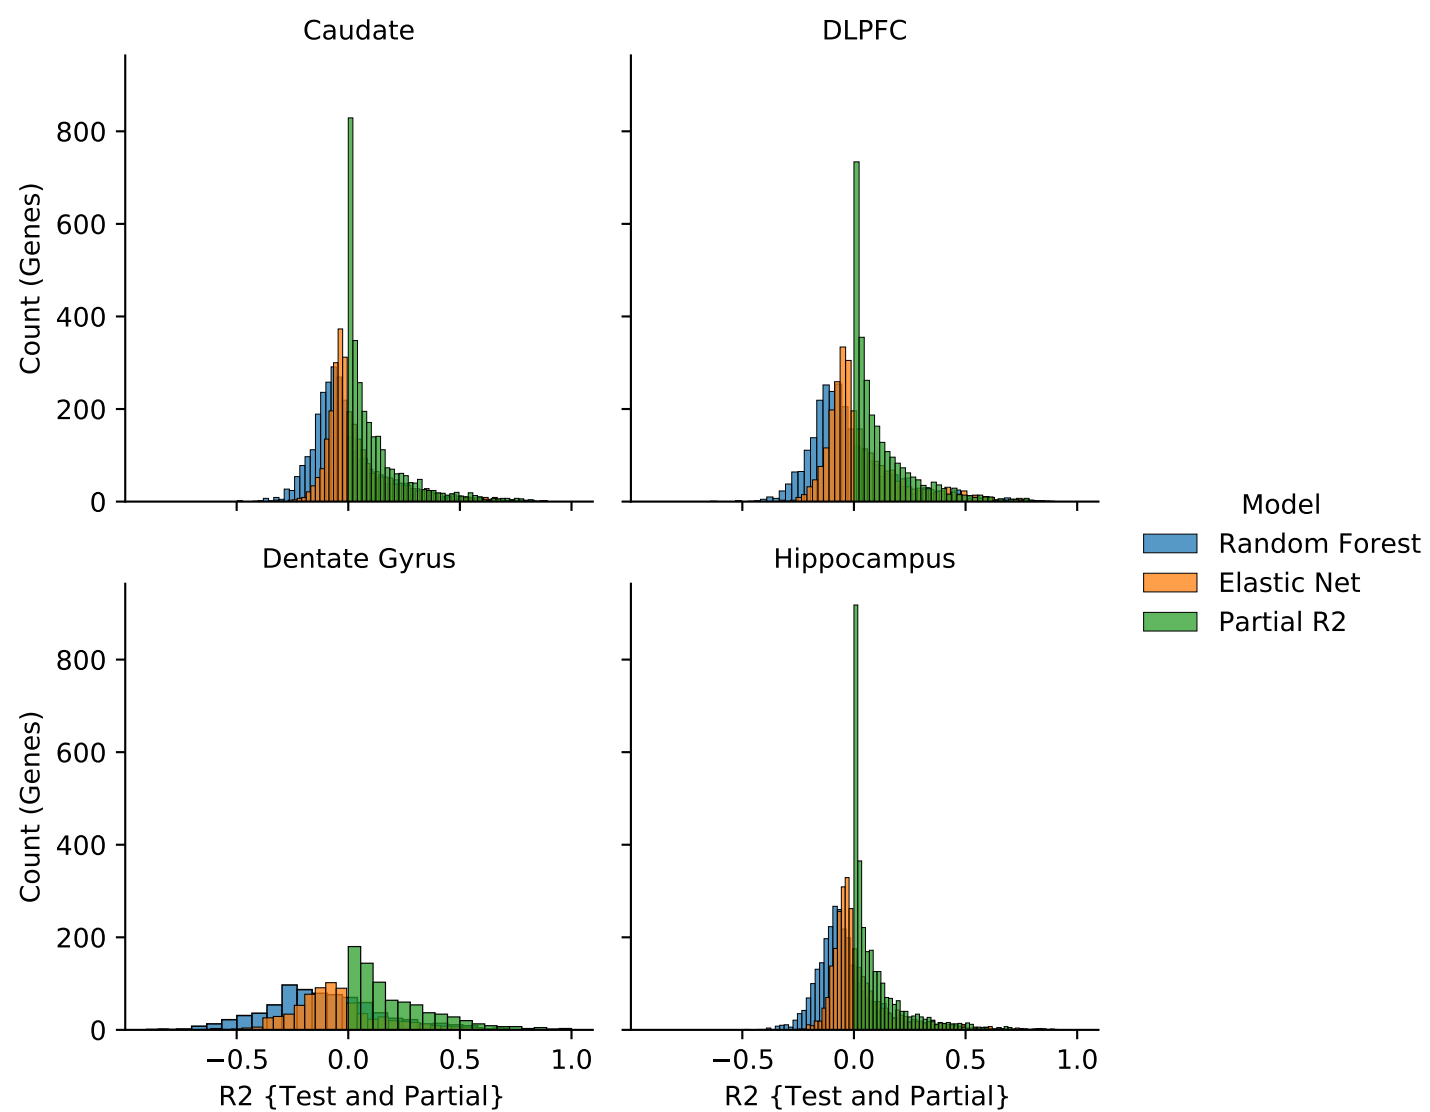 Caudate
DLPFC
800
600
400
200
0
Count (Genes)
Dentate Gyrus
Hippocampus
800
600
400
200
0
Count (Genes)
−0.5 0.0 0.5 1.0
R2 {Test and Partial}
−0.5 0.0 0.5 1.0
R2 {Test and Partial}
Model
Random Forest
Elastic Net
Partial R2